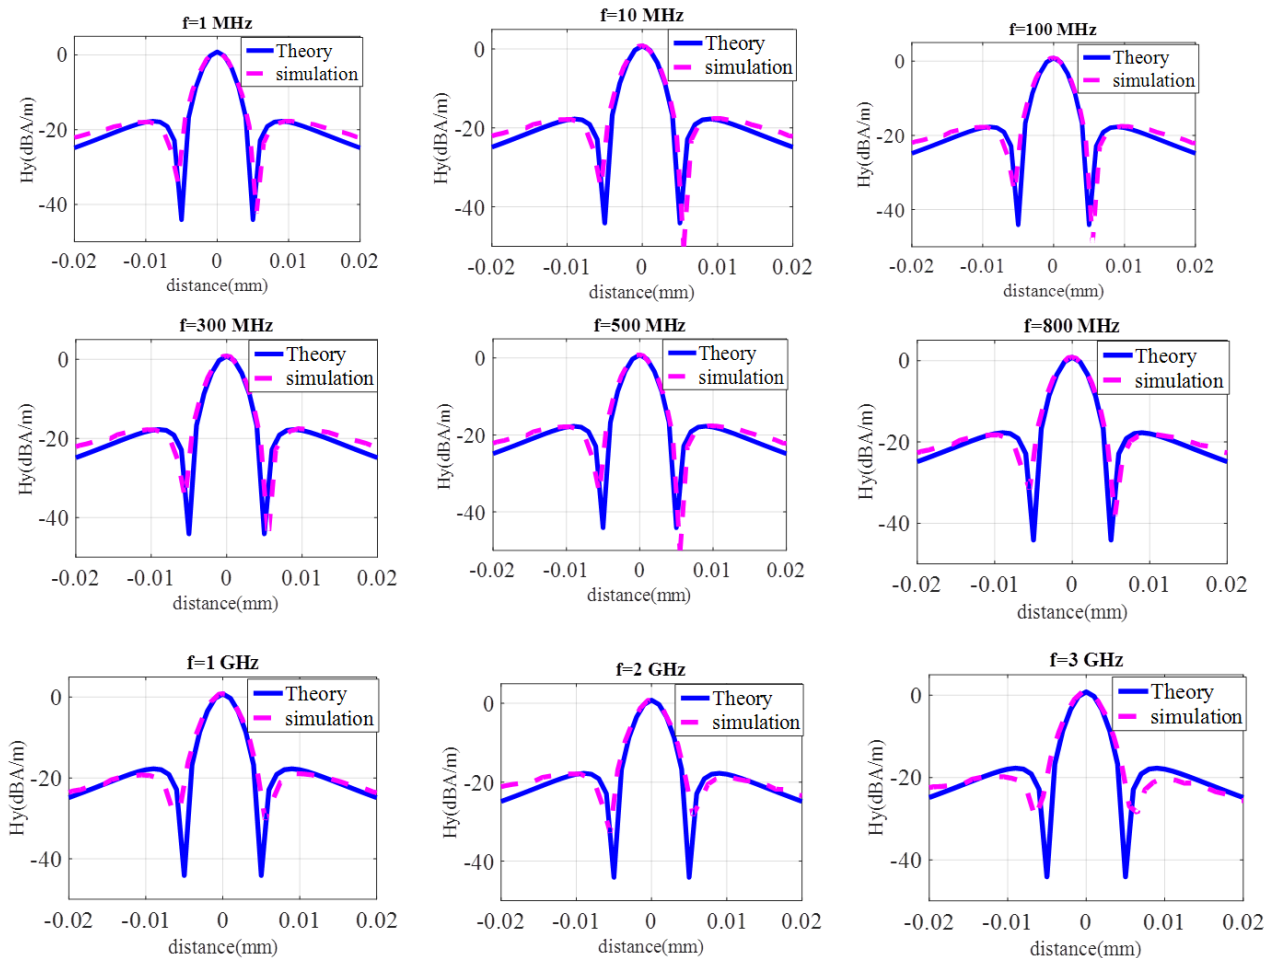 f=1 MHz
Theory
simulation
Hy(dBA/m)
0
-20
-40
-0.02 -0.01 0 0.01 0.02
distance(mm)
f=10 MHz
Theory
simulation
Hy(dBA/m)
0
-20
-40
-0.02 -0.01 0 0.01 0.02
distance(mm)
f=100 MHz
Theory
simulation
Hy(dBA/m)
0
-20
-40
-0.02 -0.01 0 0.01 0.02
distance(mm)
f=300 MHz
Theory
simulation
Hy(dBA/m)
0
-20
-40
-0.02 -0.01 0 0.01 0.02
distance(mm)
f=500 MHz
Theory
simulation
Hy(dBA/m)
0
-20
-40
-0.02 -0.01 0 0.01 0.02
distance(mm)
f=800 MHz
Theory
simulation
Hy(dBA/m)
0
-20
-40
-0.02 -0.01 0 0.01 0.02
distance(mm)
f=1 GHz
Theory
simulation
Hy(dBA/m)
0
-20
-40
-0.02 -0.01 0 0.01 0.02
distance(mm)
f=2 GHz
Theory
simulation
Hy(dBA/m)
0
-20
-40
-0.02 -0.01 0 0.01 0.02
distance(mm)
f=3 GHz
Theory
simulation
Hy(dBA/m)
0
-20
-40
-0.02 -0.01 0 0.01 0.02
distance(mm)